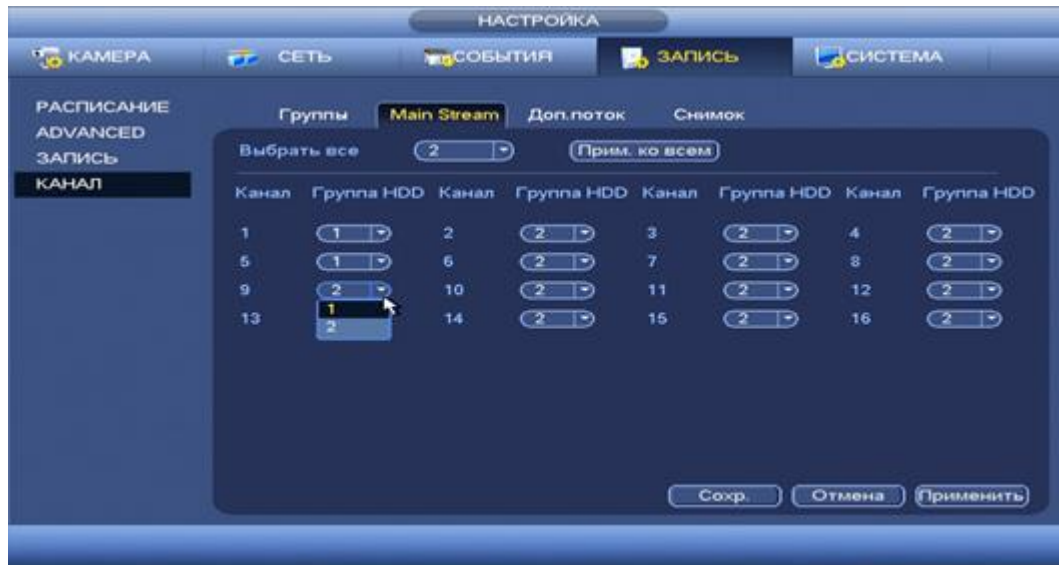 НАСТРОЙКА
КАМЕРА СЕТЬ СОБЫТИЯ ЗАПИСЬ СИСТЕМА
РАСПИСАНИЕ
ADVANCED
ЗАПИСЬ
КАНАЛ
Группы Main Stream Доп.поток Снимок
Выбрать все 2 Прим. ко всем
Канал Группа HDD Канал Группа HDD Канал Группа HDD Канал Группа HDD
1 1 2 2 3 2 4 2
5 1 6 2 7 2 8 2
9 2 10 2 11 2 12 2
1
2
13 14 2 15 2 16 2
Сохр. Отмена Применить